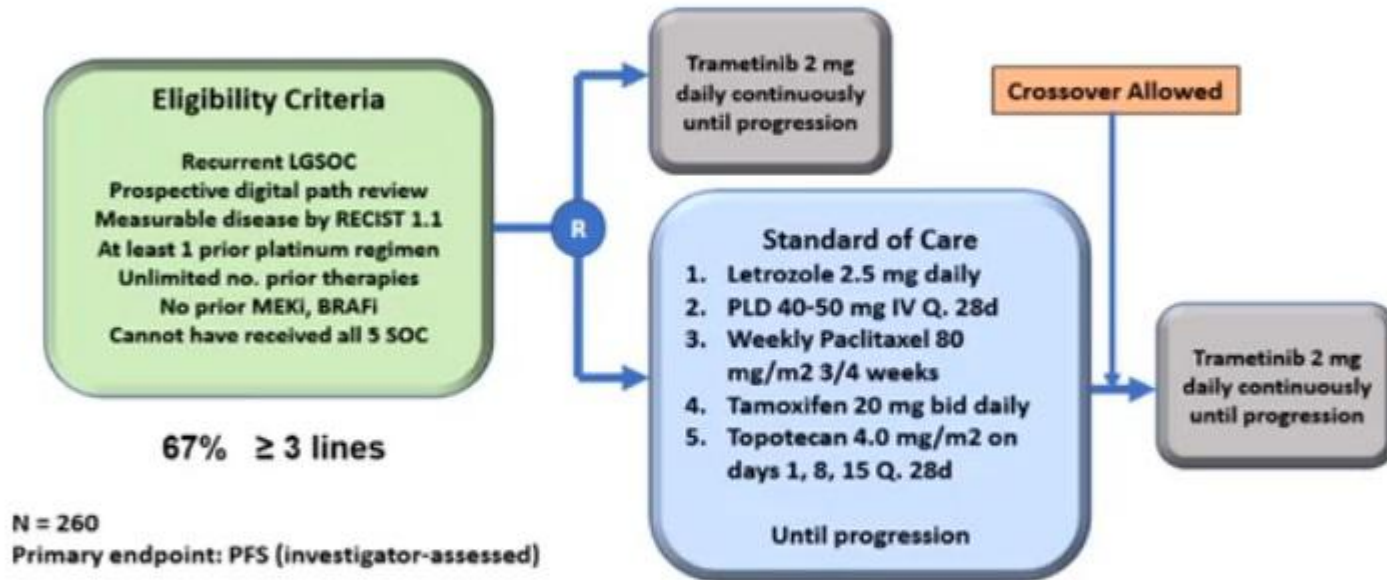 Eligibility Criteria
Recurrent LGSOC
Prospective digital path review
Measurable disease by RECIST 1.1
At least 1 prior platinum regimen
Unlimited no. prior therapies
No prior MEKi, BRAFi
Cannot have received all 5 SOC
67% ≥ 3 lines
N = 260
Primary endpoint: PFS (investigator-assessed)
R
Trametinib 2 mg
daily continuously
until progression
Standard of Care
1. Letrozole 2.5 mg daily
2. PLD 40-50 mg IV Q. 28d
3. Weekly Paclitaxel 80
mg/m2 3/4 weeks
4. Tamoxifen 20 mg bid daily
5. Topotecan 4.0 mg/m2 on
days 1, 8, 15 Q. 28d
Until progression
Crossover Allowed
Trametinib 2 mg
daily continuously
until progression